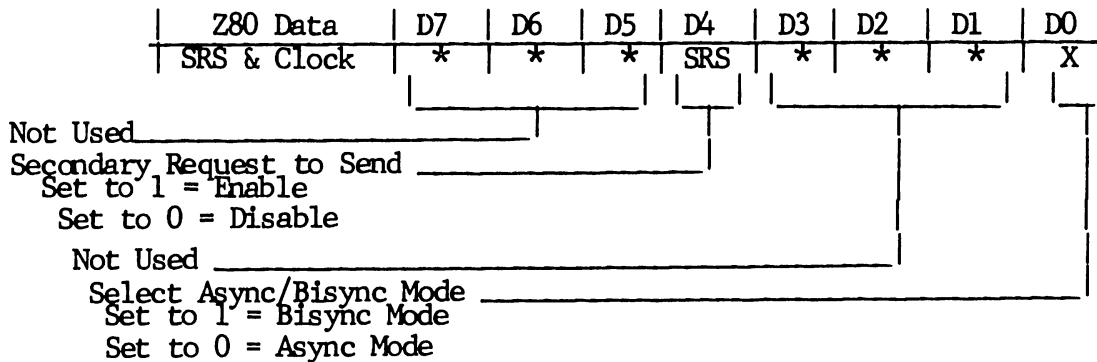 Z80 Data | D7 | D6 | D5 | D4 | D3 | D2 | D1 | D0
SRS & Clock | * | * | * | SRS | * | * | * | X
Not Used
Secondary Request to Send
Set to 1 = Enable
Set to 0 = Disable
Not Used
Select Async/Bisync Mode
Set to 1 = Bisync Mode
Set to 0 = Async Mode